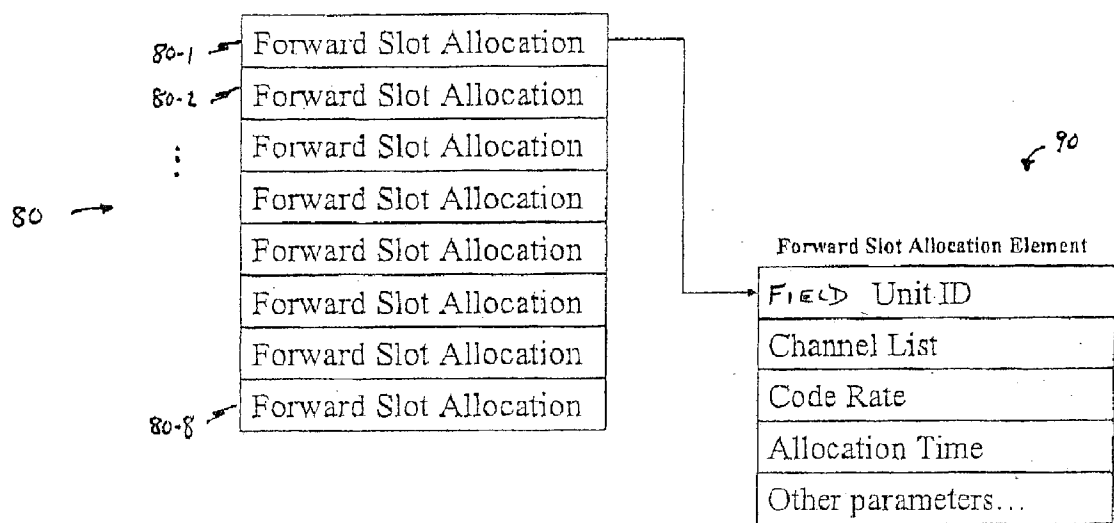 80-1 Forward Slot Allocation
80-2 Forward Slot Allocation
Forward Slot Allocation
Forward Slot Allocation
Forward Slot Allocation
Forward Slot Allocation
Forward Slot Allocation
80-8 Forward Slot Allocation
80
90
Forward Slot Allocation Element
FIELD Unit ID
Channel List
Code Rate
Allocation Time
Other parameters...